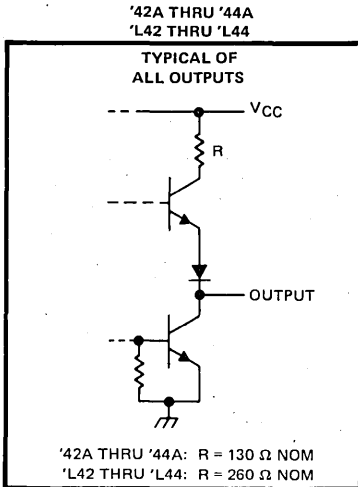 '42A THRU '44A
'L42 THRU 'L44
TYPICAL OF
ALL OUTPUTS
VCC
R
OUTPUT
'42A THRU '44A: R = 130 Ω NOM
'L42 THRU 'L44: R = 260 Ω NOM